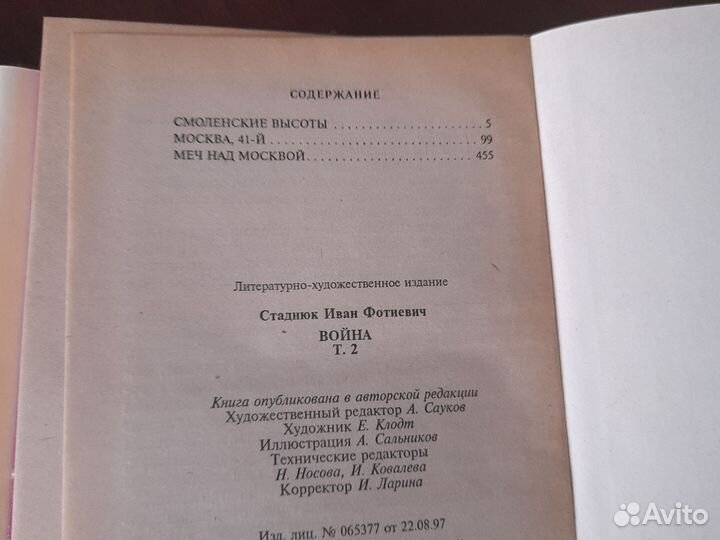 СОДЕРЖАНИЕ
СМОЛЕНСКИЕ ВЫСОТЫ . . . . . . . . . . . . . . . . . . . . . . 5
МОСКВА, 41-Й . . . . . . . . . . . . . . . . . . . . . . . . . . . . . 99
МЕЧ НАД МОСКВОЙ . . . . . . . . . . . . . . . . . . . . . . . 455
Литературно-художественное издание
Стаднюк Иван Фотиевич
ВОЙНА
Т. 2
Книга опубликована в авторской редакции
Художественный редактор А. Сауков
Художник Е. Клодт
Иллюстрация А. Сальников
Технические редакторы
Н. Носова, И. Ковалева
Корректор И. Ларина
Изд. лиц. № 065377 от 22.08.97
Avito